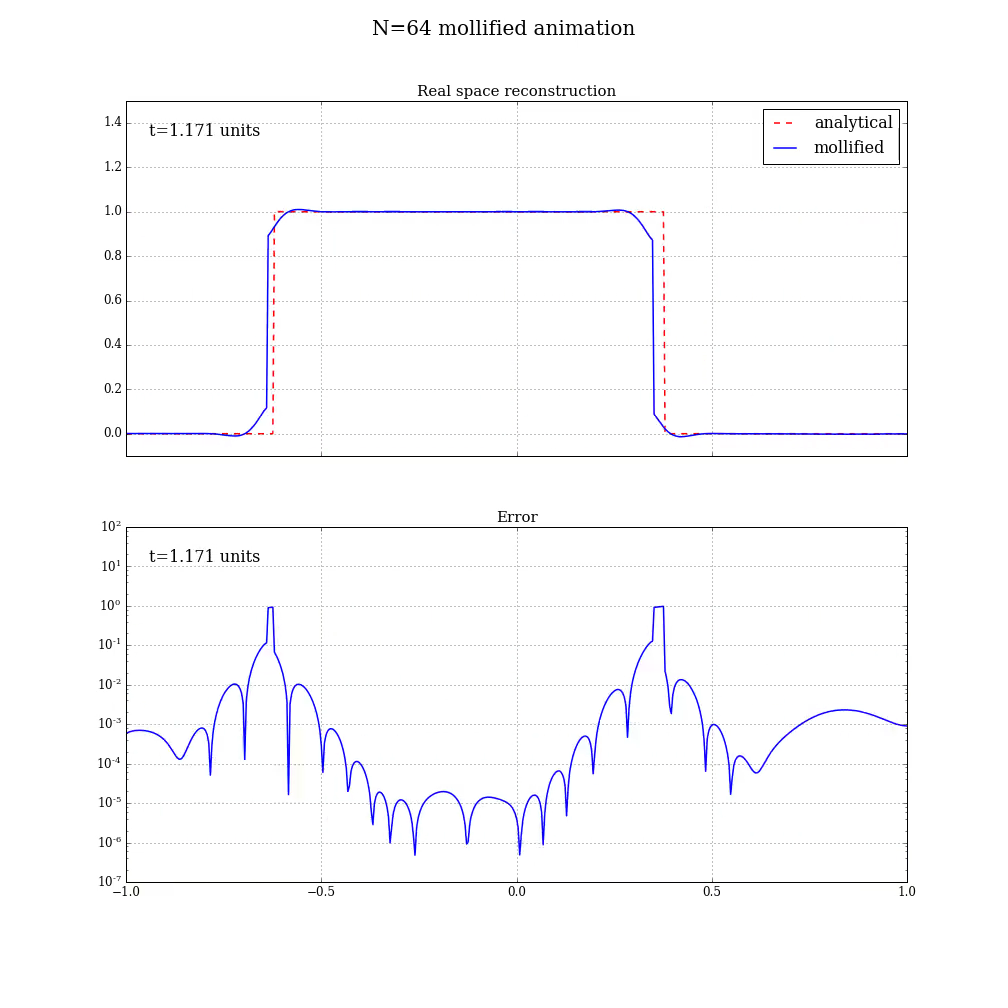 N=64 mollified animation
Real space reconstruction
t=1.171 units
analytical
mollified
1.4
1.2
1.0
0.8
0.6
0.4
0.2
0.0
Error
t=1.171 units
10²
10¹
10⁰
10⁻¹
10⁻²
10⁻³
10⁻⁴
10⁻⁵
10⁻⁶
10⁻⁷
−1.0 −0.5 0.0 0.5 1.0